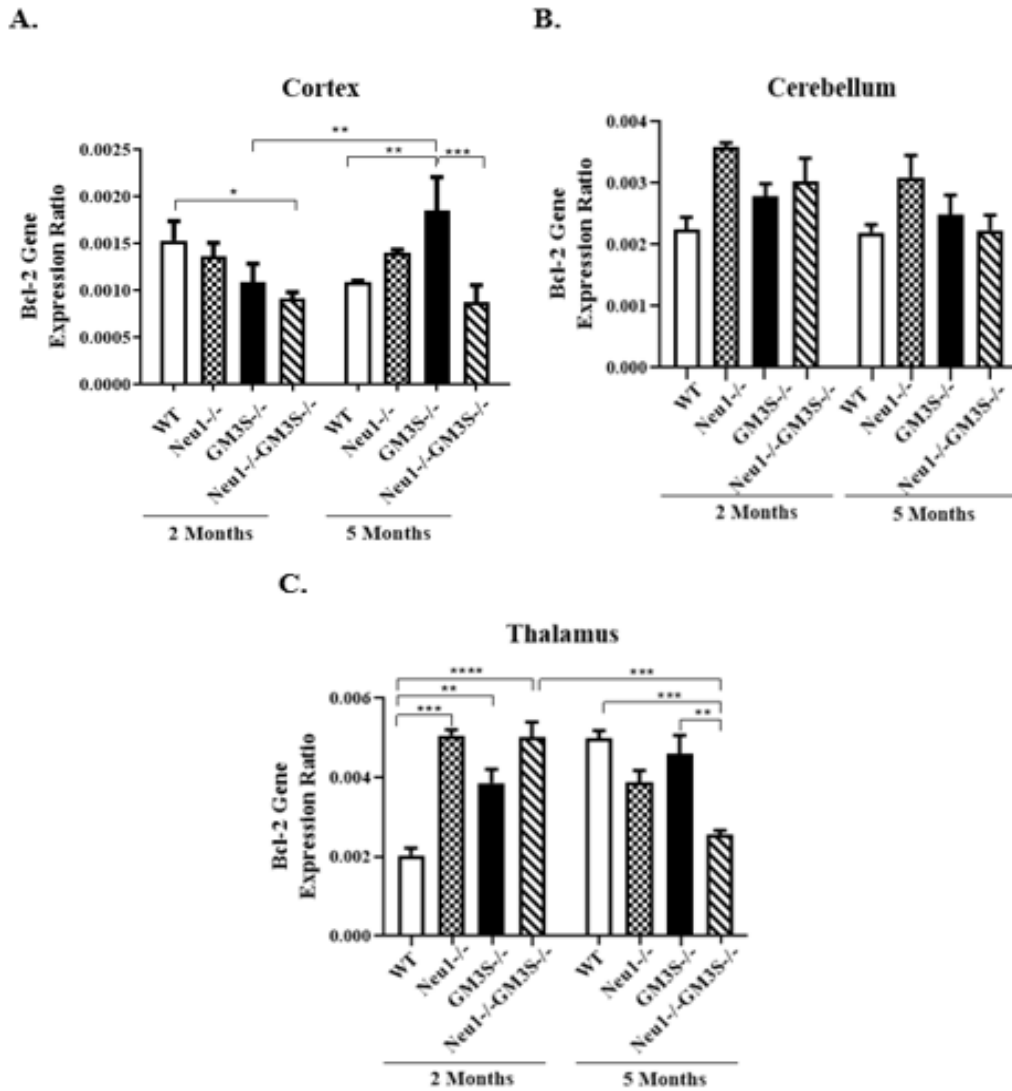 A.
Cortex
Bcl-2 Gene
Expression Ratio
0.0025
0.0020
0.0015
0.0010
0.0005
0.0000
*
**
**
***
WT
Neu1-/-
GM3S-/-
Neu1-/-GM3S-/-
WT
Neu1-/-
GM3S-/-
Neu1-/-GM3S-/-
2 Months
5 Months
B.
Cerebellum
Bcl-2 Gene
Expression Ratio
0.004
0.003
0.002
0.001
0.000
WT
Neu1-/-
GM3S-/-
Neu1-/-GM3S-/-
WT
Neu1-/-
GM3S-/-
Neu1-/-GM3S-/-
2 Months
5 Months
C.
Thalamus
Bcl-2 Gene
Expression Ratio
0.006
0.004
0.002
0.000
****
**
***
***
***
**
WT
Neu1-/-
GM3S-/-
Neu1-/-GM3S-/-
WT
Neu1-/-
GM3S-/-
Neu1-/-GM3S-/-
2 Months
5 Months